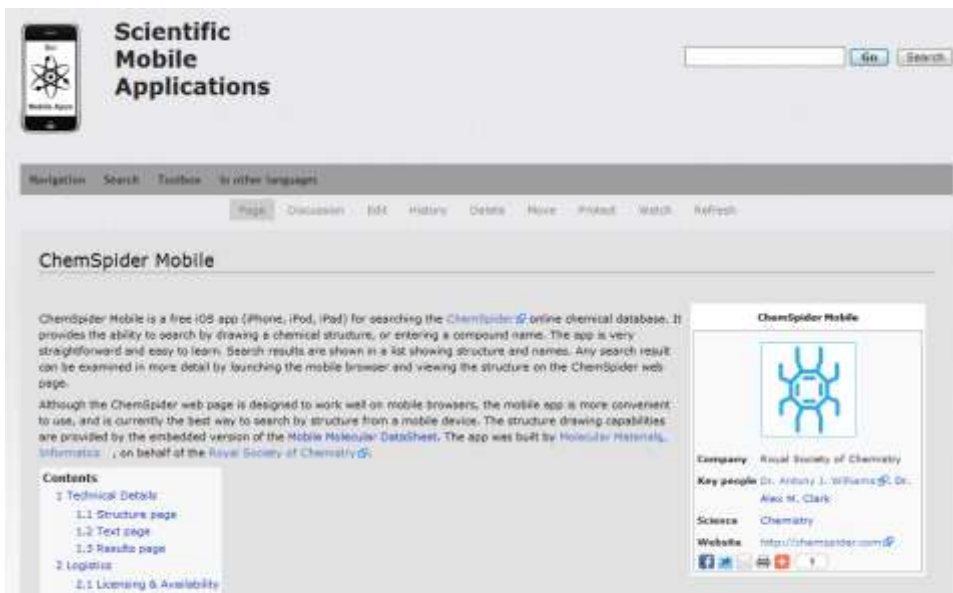 Scientific
Mobile
Applications
Mobile Apps
Go Search
Navigation Search Toolbox In other languages
Page Discussion Edit History Delete Move Protect Watch Refresh
ChemSpider Mobile
ChemSpider Mobile is a free iOS app (iPhone, iPod, iPad) for searching the ChemSpider online chemical database. It
provides the ability to search by drawing a chemical structure, or entering a compound name. The app is very
straightforward and easy to learn. Search results are shown in a list showing structure and names. Any search result
can be examined in more detail by launching the mobile browser and viewing the structure on the ChemSpider web
page.
Although the ChemSpider web page is designed to work well on mobile browsers, the mobile app is more convenient
to use, and is currently the best way to search by structure from a mobile device. The structure drawing capabilities
are provided by the embedded version of the Mobile Molecular DataSheet. The app was built by Molecular Materials
Informatics , on behalf of the Royal Society of Chemistry.
Contents
1 Technical Details
1.1 Structure page
1.2 Text page
1.3 Results page
2 Logistics
2.1 Licensing & Availability
ChemSpider Mobile
Company Royal Society of Chemistry
Key people Dr. Antony J. Williams, Dr.
Alex M. Clark
Science Chemistry
Website http://chemspider.com